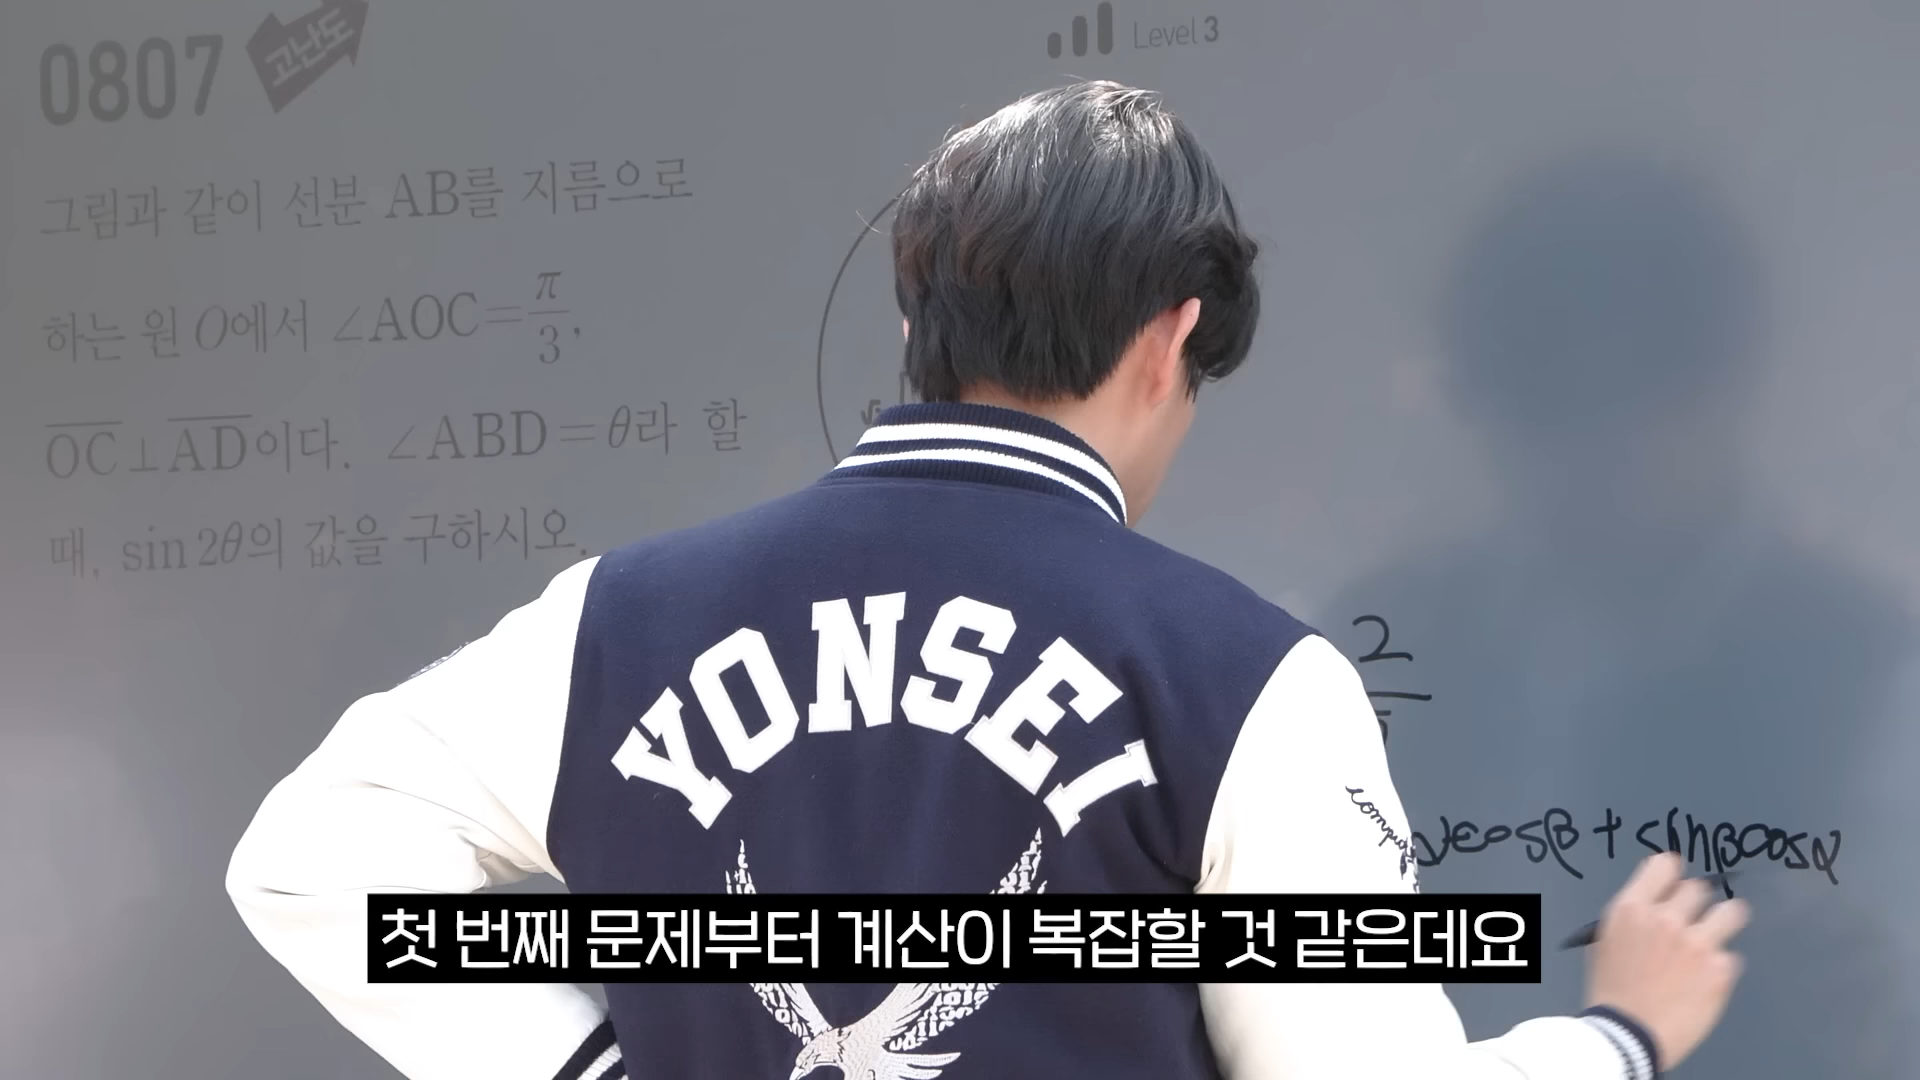 0807 고난도
Level 3
그림과 같이 선분 AB를 지름으로
하는 원 O에서 ∠AOC=π/3,
OC⊥AD이다. ∠ABD=θ라 할
때, sin 2θ의 값을 구하시오.
2
cosβ + sinβcosα
YONSEI
첫 번째 문제부터 계산이 복잡할 것 같은데요